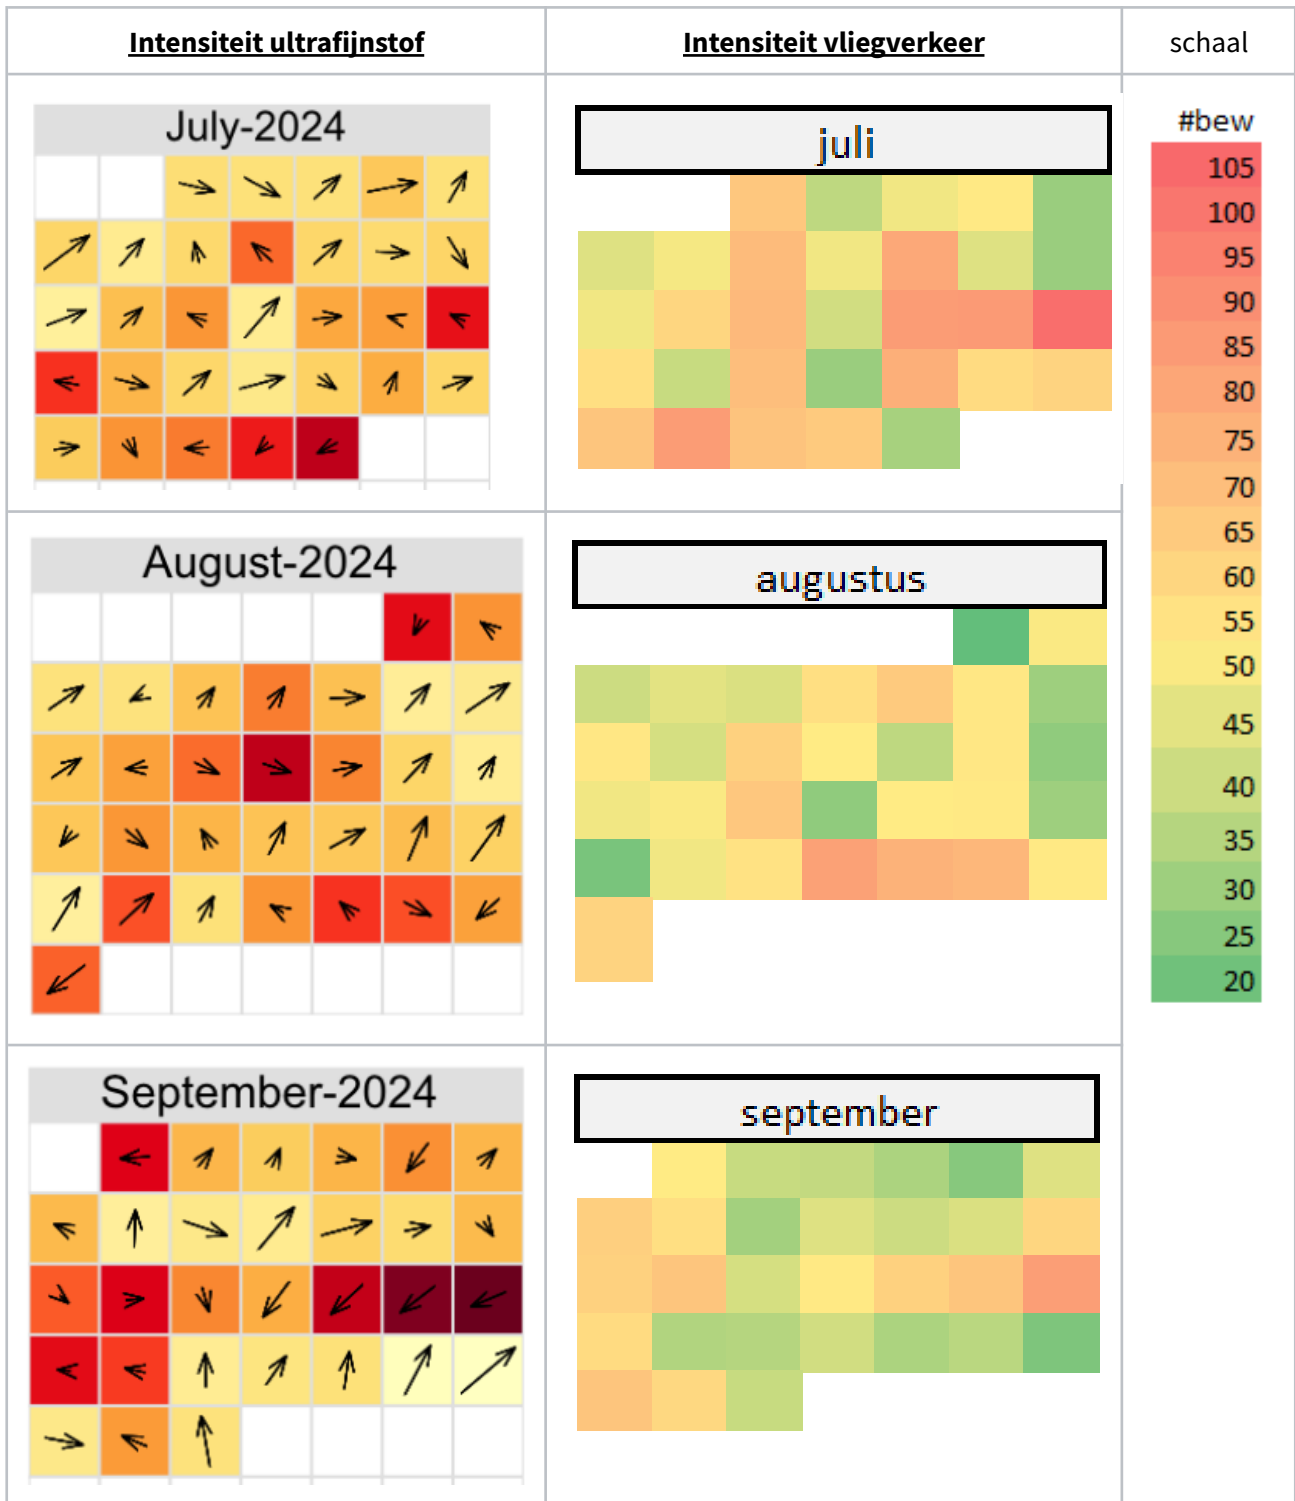 Intensiteit ultrafijnstof
Intensiteit vliegverkeer
schaal
July-2024
juli
#bew
105
100
95
90
85
80
75
70
65
60
55
50
45
40
35
30
25
20
August-2024
augustus
September-2024
september